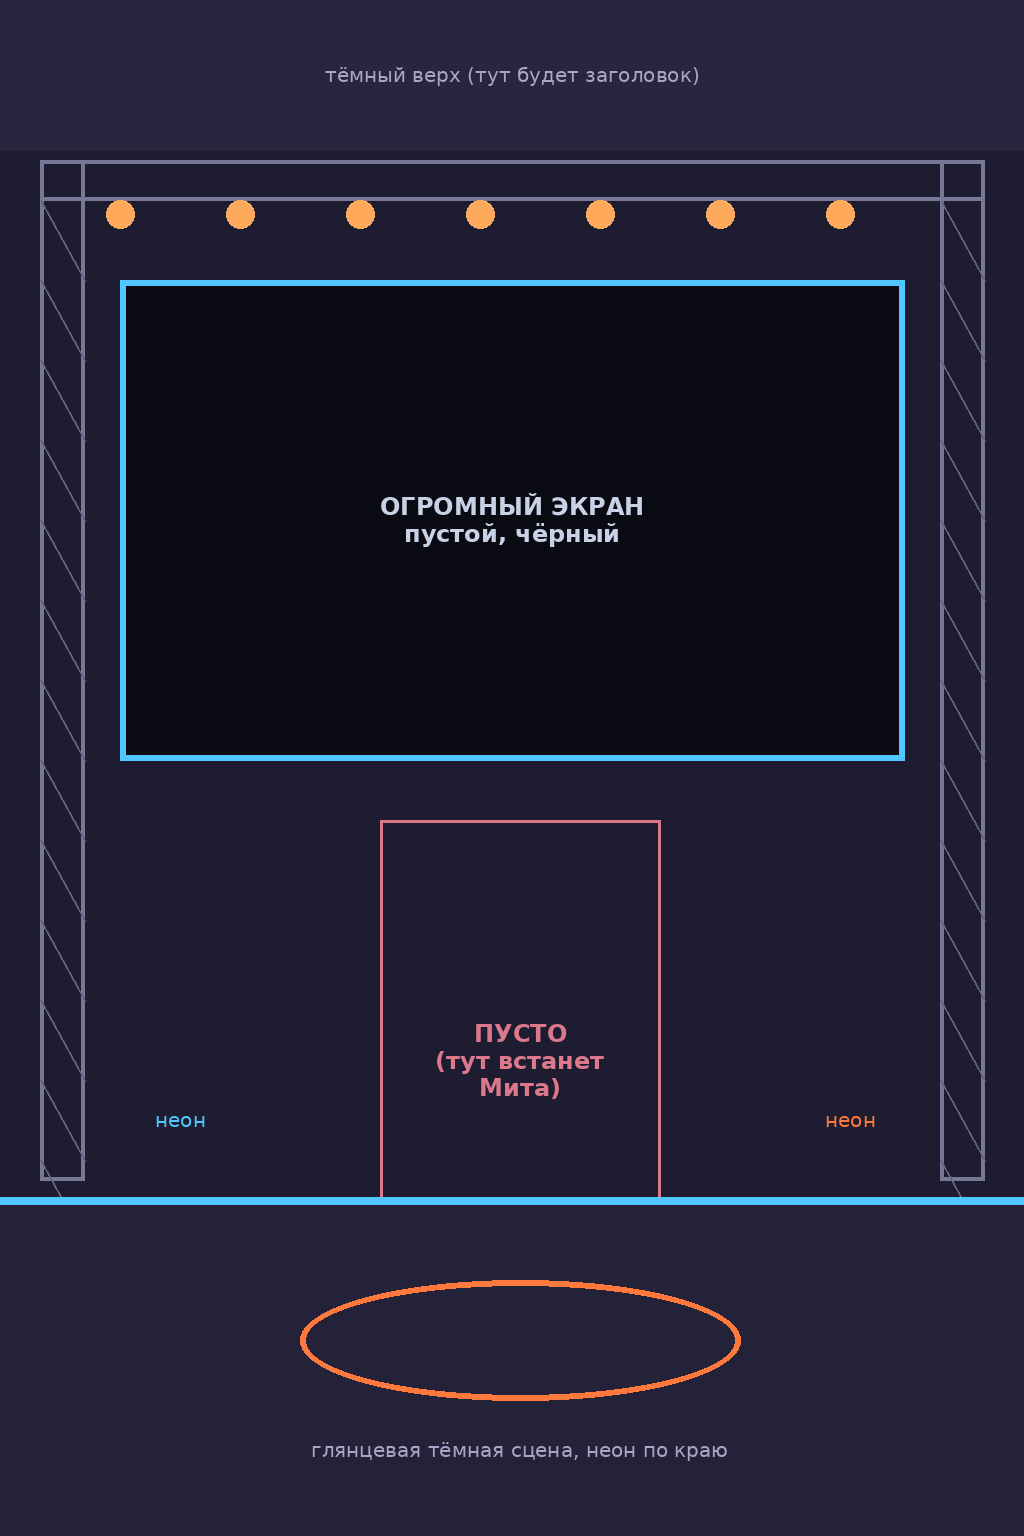 тёмный верх (тут будет заголовок)
ОГРОМНЫЙ ЭКРАН
пустой, чёрный
ПУСТО
(тут встанет
Мита)
неон
неон
глянцевая тёмная сцена, неон по краю